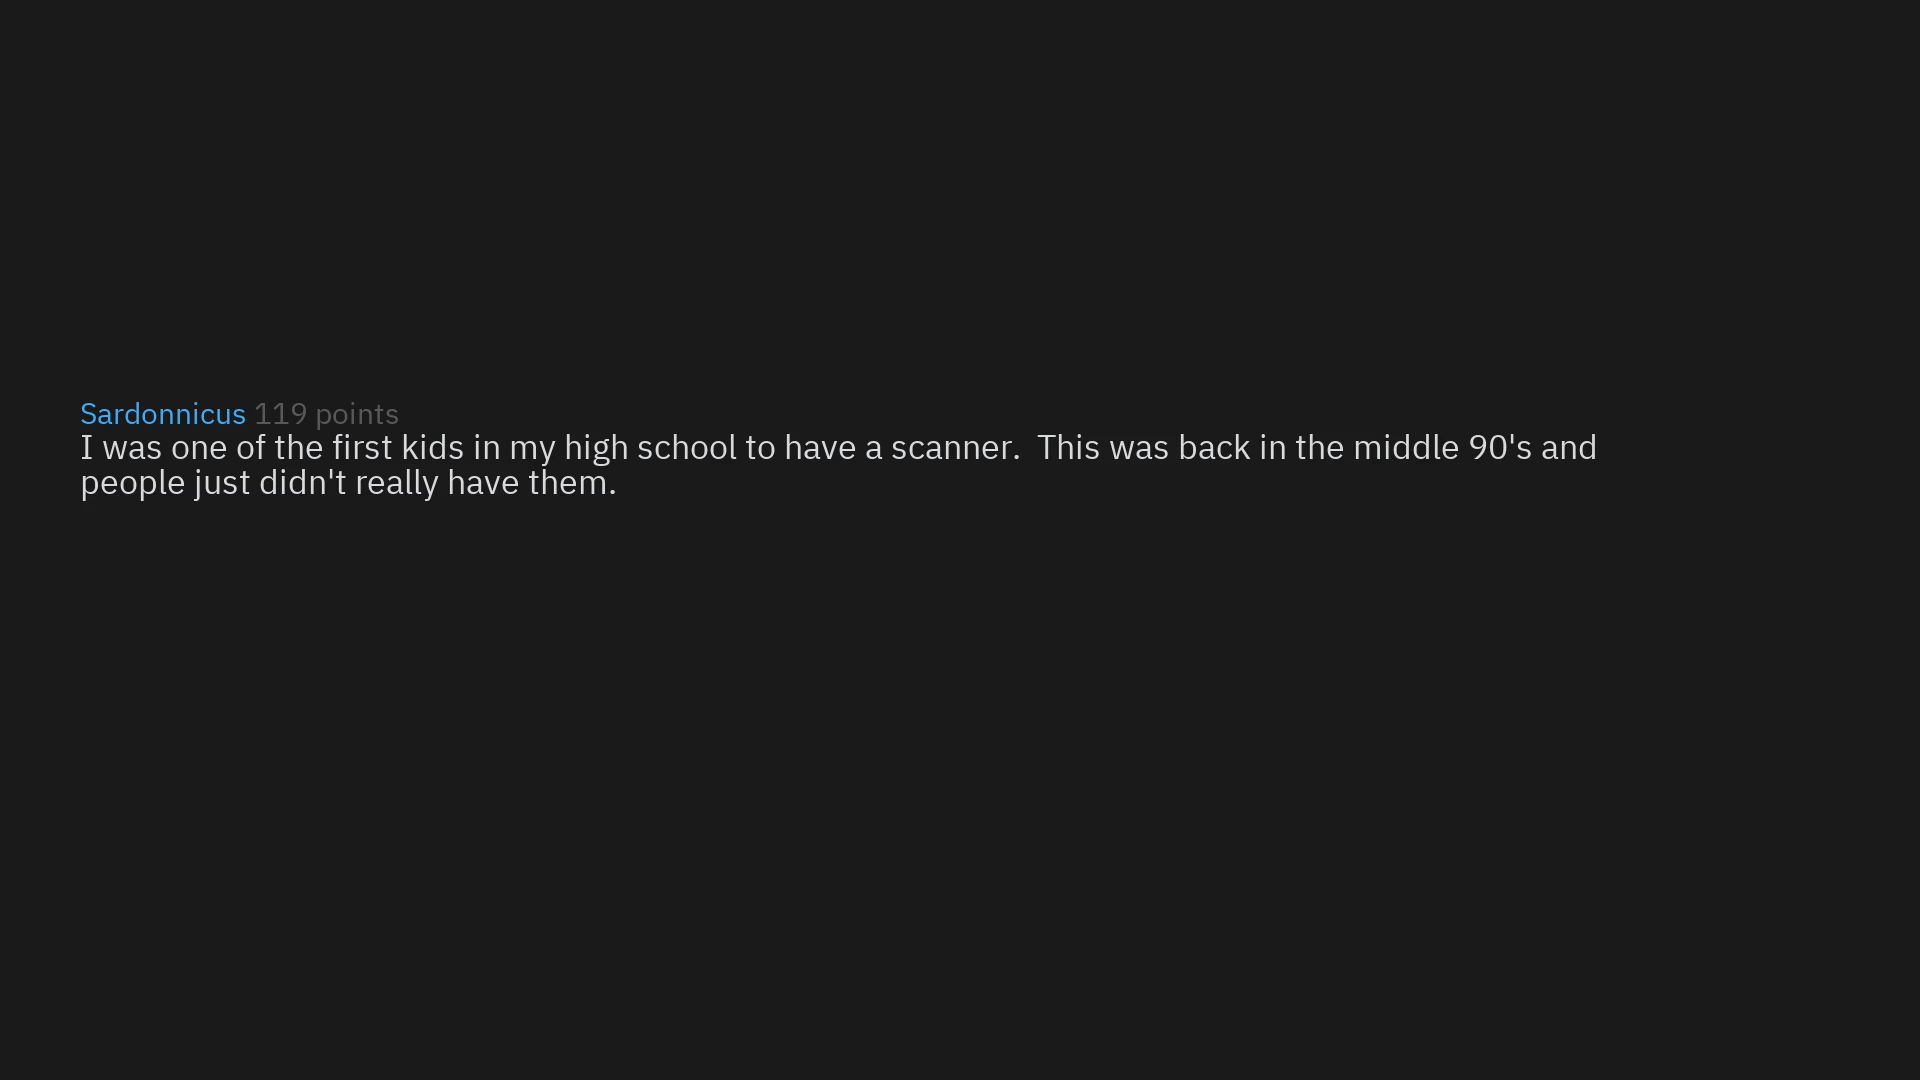 Sardonnicus 119 points
I was one of the first kids in my high school to have a scanner.  This was back in the middle 90's and
people just didn't really have them.